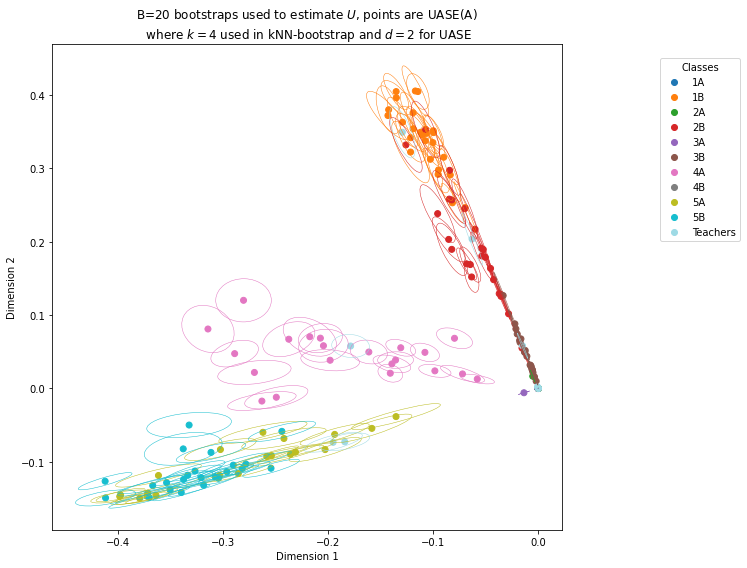 B=20 bootstraps used to estimate U, points are UASE(A)
where k = 4 used in kNN-bootstrap and d = 2 for UASE
Classes
1A
1B
2A
2B
3A
3B
4A
4B
5A
5B
Teachers
Dimension 2
0.4
0.3
0.2
0.1
0.0
−0.1
−0.4
−0.3
−0.2
−0.1
0.0
Dimension 1